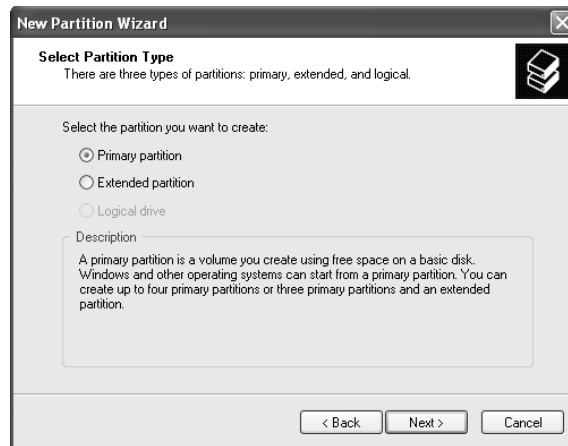 New Partition Wizard
Select Partition Type
There are three types of partitions: primary, extended, and logical.
Select the partition you want to create:
Primary partition
Extended partition
Logical drive
Description
A primary partition is a volume you create using free space on a basic disk.
Windows and other operating systems can start from a primary partition. You can
create up to four primary partitions or three primary partitions and an extended
partition.
< Back
Next >
Cancel